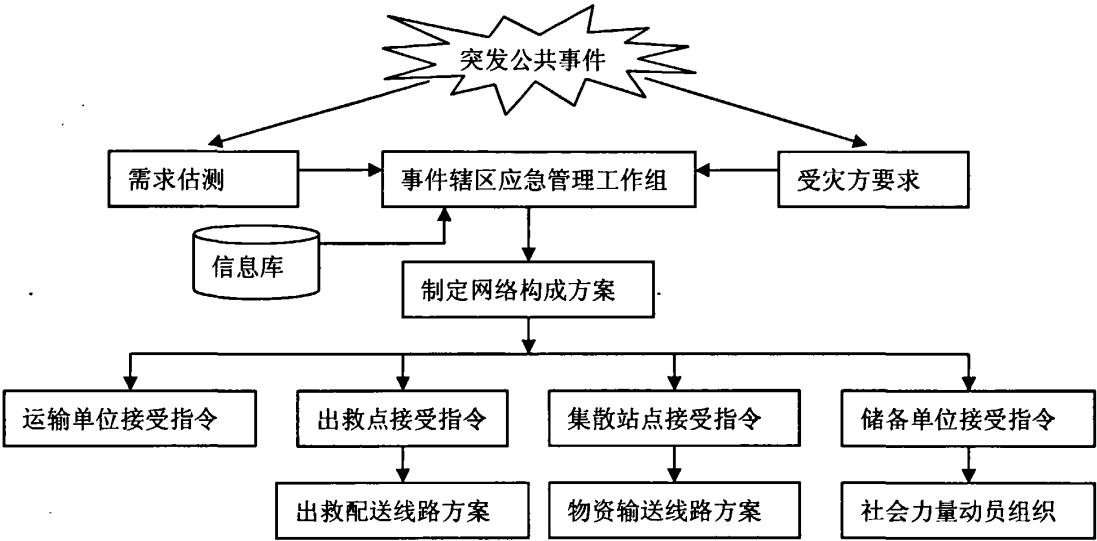 突发公共事件
需求估测
事件辖区应急管理工作组
受灾方要求
信息库
制定网络构成方案
运输单位接受指令
出救点接受指令
集散站点接受指令
储备单位接受指令
出救配送线路方案
物资输送线路方案
社会力量动员组织